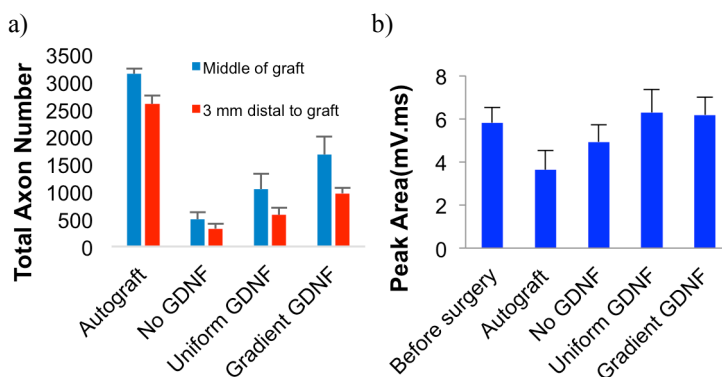 a)
Total Axon Number
3500
3000
2500
2000
1500
1000
500
0
Middle of graft
3 mm distal to graft
Autograft
No GDNF
Uniform GDNF
Gradient GDNF
b)
Peak Area(mV.ms)
8
6
4
2
0
Before surgery
Autograft
No GDNF
Uniform GDNF
Gradient GDNF